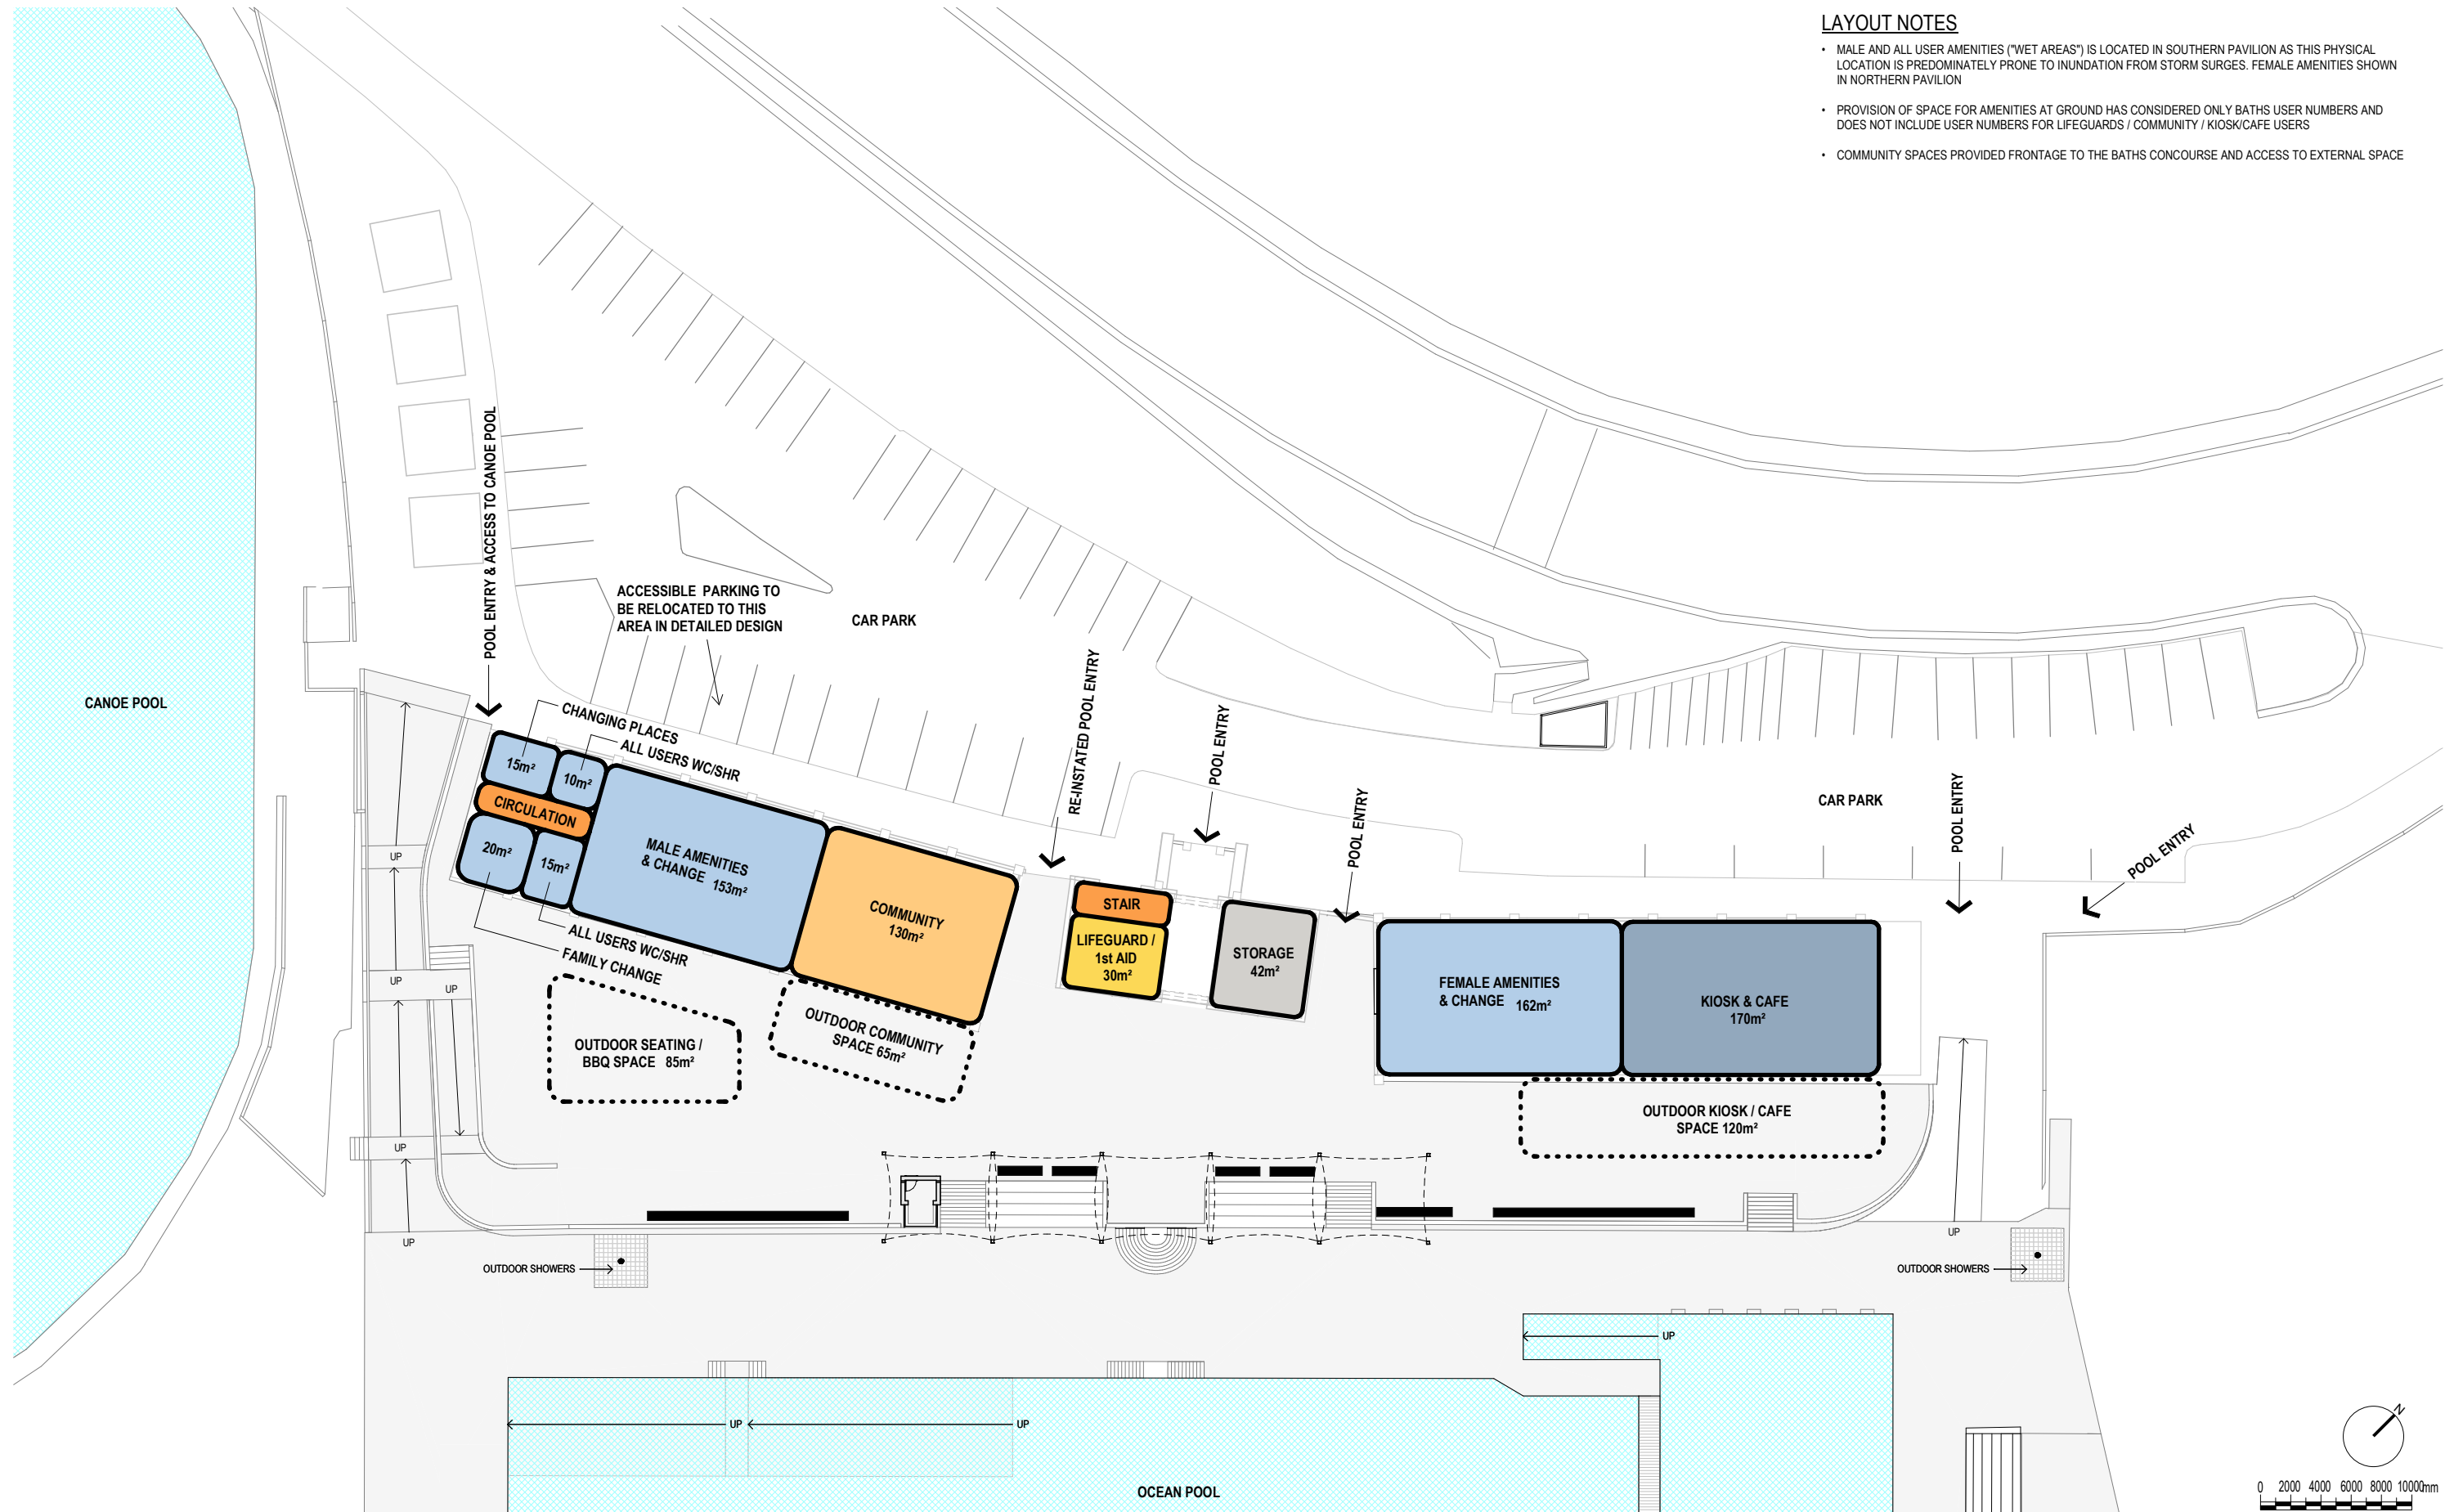 LAYOUT NOTES
• MALE AND ALL USER AMENITIES ("WET AREAS") IS LOCATED IN SOUTHERN PAVILION AS THIS PHYSICAL
LOCATION IS PREDOMINATELY PRONE TO INUNDATION FROM STORM SURGES. FEMALE AMENITIES SHOWN
IN NORTHERN PAVILION
• PROVISION OF SPACE FOR AMENITIES AT GROUND HAS CONSIDERED ONLY BATHS USER NUMBERS AND
DOES NOT INCLUDE USER NUMBERS FOR LIFEGUARDS / COMMUNITY / KIOSK/CAFE USERS
• COMMUNITY SPACES PROVIDED FRONTAGE TO THE BATHS CONCOURSE AND ACCESS TO EXTERNAL SPACE
POOL ENTRY & ACCESS TO CANOE POOL
ACCESSIBLE PARKING TO
BE RELOCATED TO THIS
AREA IN DETAILED DESIGN
CAR PARK
CANOE POOL
RE-INSTATED POOL ENTRY
POOL ENTRY
POOL ENTRY
CAR PARK
POOL ENTRY
POOL ENTRY
CHANGING PLACES
ALL USERS WC/SHR
15m²
10m²
CIRCULATION
20m²
15m²
MALE AMENITIES
& CHANGE 153m²
COMMUNITY
130m²
STAIR
LIFEGUARD /
1st AID
30m²
STORAGE
42m²
FEMALE AMENITIES
& CHANGE 162m²
KIOSK & CAFE
170m²
ALL USERS WC/SHR
FAMILY CHANGE
OUTDOOR SEATING /
BBQ SPACE 85m²
OUTDOOR COMMUNITY
SPACE 65m²
OUTDOOR KIOSK / CAFE
SPACE 120m²
UP
UP
UP
UP
UP
UP
OUTDOOR SHOWERS
OUTDOOR SHOWERS
UP
UP
UP
OCEAN POOL
N
0 2000 4000 6000 8000 10000mm